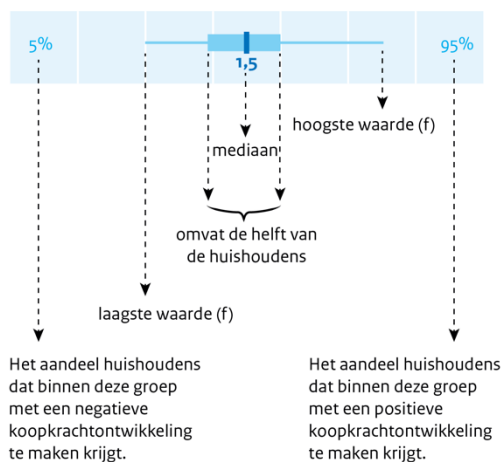 5%
95%
1,5
hoogste waarde (f)
mediaan
omvat de helft van
de huishoudens
laagste waarde (f)
Het aandeel huishoudens
dat binnen deze groep
met een negatieve
koopkrachtontwikkeling
te maken krijgt.
Het aandeel huishoudens
dat binnen deze groep
met een positieve
koopkrachtontwikkeling
te maken krijgt.